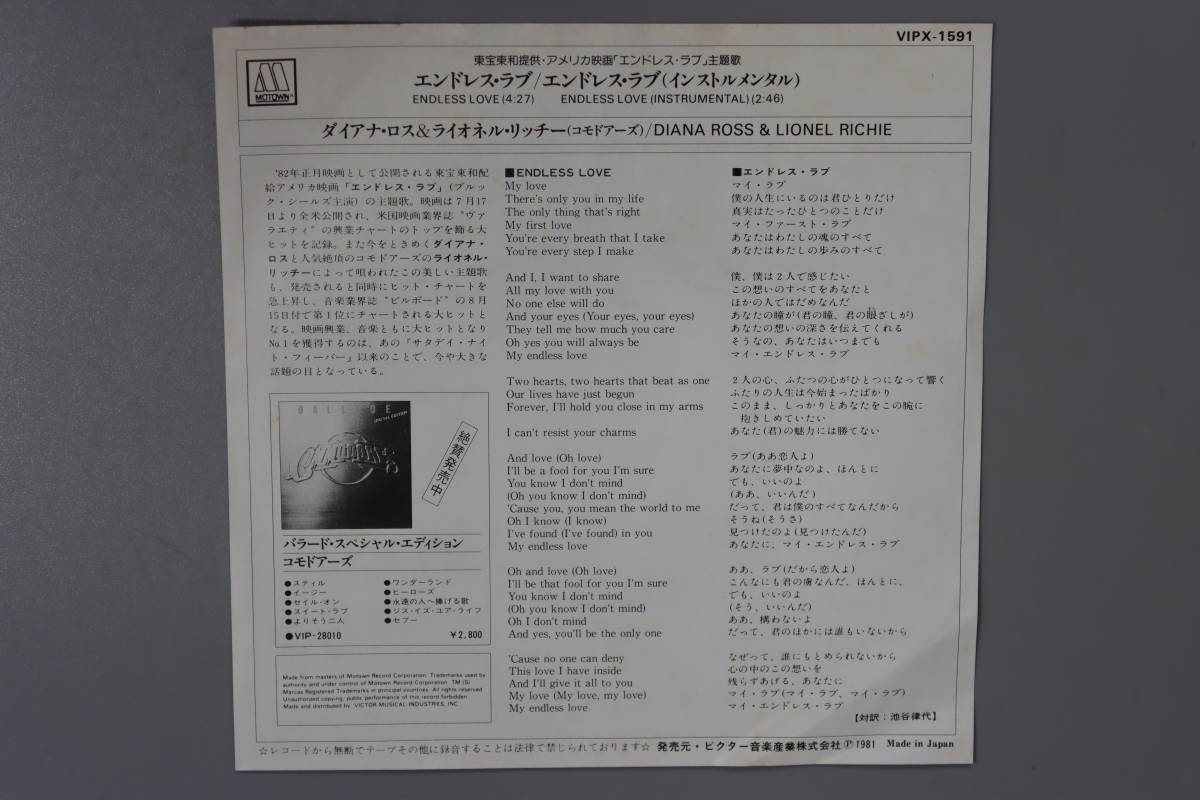 VIPX-1591
MOTOWN
東宝東和提供・アメリカ映画「エンドレス・ラブ」主題歌
エンドレス・ラブ/エンドレス・ラブ(インストルメンタル)
ENDLESS LOVE (4:27) ENDLESS LOVE (INSTRUMENTAL) (2:46)
ダイアナ・ロス&ライオネル・リッチー(コモドアーズ)/DIANA ROSS & LIONEL RICHIE
'82年正月映画として公開される東宝東和配
給アメリカ映画「エンドレス・ラブ」(ブルッ
ク・シールズ主演)の主題歌。映画は7月17
日より全米公開され、米国映画業界誌"ヴァ
ラエティ"の興業チャートのトップを飾る大
ヒットを記録。また今をときめくダイアナ・
ロスと人気絶頂のコモドアーズのライオネル・
リッチーによって唄われたこの美しい主題歌
も、発売されると同時にヒット・チャートを
急上昇し、音楽業界誌"ビルボード"の8月
15日付で第1位にチャートされる大ヒットと
なる。映画興業、音楽ともに大ヒットとなり
No.1を獲得するのは、あの「サタデイ・ナイ
ト・フィーバー」以来のことで、今や大きな
話題の目となっている。
SPECIAL EDITION
COMMODORES
絶賛発売中
バラード・スペシャル・エディション
コモドアーズ
●スティル
●イージー
●セイル・オン
●スイート・ラブ
●よりそう二人
●ワンダーランド
●ヒーローズ
●永遠の人へ捧げる歌
●ジス・イズ・ユア・ライフ
●ゼブー
●VIP-28010 ¥2,800
Made from masters of Motown Record Corporation. Trademarks used by
authority and under control of Motown Record Corporation. TM (S)
Marcas Registered Trademarks in principal countries. All rights reserved
Unauthorized copying, public performance of this record forbidden
Made and distributed by VICTOR MUSICAL INDUSTRIES, INC
■ENDLESS LOVE
My love
There's only you in my life
The only thing that's right
My first love
You're every breath that I take
You're every step I make
And I, I want to share
All my love with you
No one else will do
And your eyes (Your eyes, your eyes)
They tell me how much you care
Oh yes you will always be
My endless love
Two hearts, two hearts that beat as one
Our lives have just begun
Forever, I'll hold you close in my arms
I can't resist your charms
And love (Oh love)
I'll be a fool for you I'm sure
You know I don't mind
(Oh you know I don't mind)
'Cause you, you mean the world to me
Oh I know (I know)
I've found (I've found) in you
My endless love
Oh and love (Oh love)
I'll be that fool for you I'm sure
You know I don't mind
(Oh you know I don't mind)
Oh I don't mind
And yes, you'll be the only one
'Cause no one can deny
This love I have inside
And I'll give it all to you
My love (My love, my love)
My endless love
■エンドレス・ラブ
マイ・ラブ
僕の人生にいるのは君ひとりだけ
真実はたったひとつのことだけ
マイ・ファースト・ラブ
あなたはわたしの魂のすべて
あなたはわたしの歩みのすべて
僕、僕は2人で感じたい
この想いのすべてをあなたと
ほかの人ではだめなんだ
あなたの瞳が(君の瞳、君の眼ざしが)
あなたの想いの深さを伝えてくれる
そうなの、あなたはいつまでも
マイ・エンドレス・ラブ
2人の心、ふたつの心がひとつになって響く
ふたりの人生は今始まったばかり
このまま、しっかりとあなたをこの腕に
抱きしめていたい
あなた(君)の魅力には勝てない
ラブ(ああ恋人よ)
あなたに夢中なのよ、ほんとに
でも、いいのよ
(ああ、いいんだ)
だって、君は僕のすべてなんだから
そうね(そうさ)
見つけたのよ(見つけたんだ)
あなたに、マイ・エンドレス・ラブ
ああ、ラブ(だから恋人よ)
こんなにも君の虜なんだ、ほんとに、
でも、いいのよ
(そう、いいんだ)
ああ、構わないよ
だって、君のほかには誰もいないから
なぜって、誰にもとめられないから
心の中のこの想いを
残らずあげる、あなたに
マイ・ラブ(マイ・ラブ、マイ・ラブ)
マイ・エンドレス・ラブ
【対訳:池谷律代】
☆レコードから無断でテープその他に録音することは法律で禁じられております☆ 発売元・ビクター音楽産業株式会社Ⓟ1981 Made in Japan